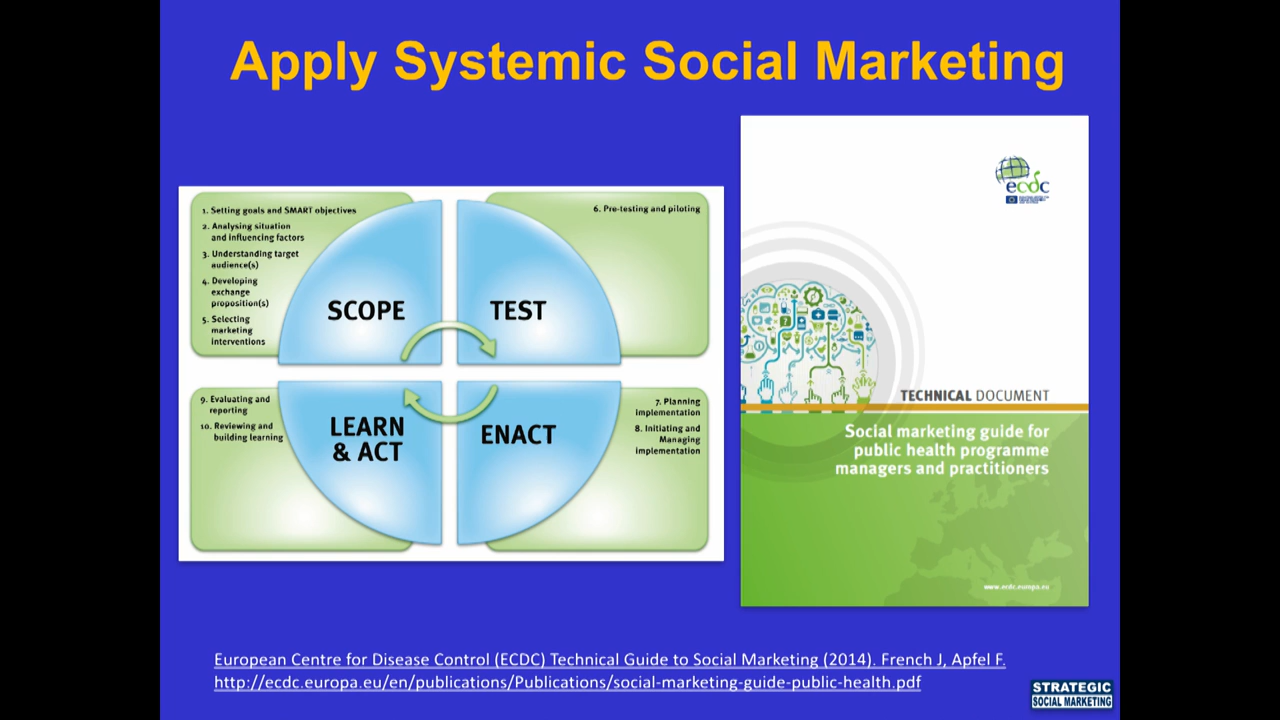 Apply Systemic Social Marketing
1. Setting goals and SMART objectives
2. Analysing situation
and influencing factors
3. Understanding target
audience(s)
4. Developing
exchange
proposition(s)
5. Selecting
marketing
interventions
SCOPE
TEST
6. Pre-testing and piloting
9. Evaluating and
reporting
10. Reviewing and
building learning
LEARN
& ACT
ENACT
7. Planning
implementation
8. Initiating and
Managing
implementation
ecdc
TECHNICAL DOCUMENT
Social marketing guide for
public health programme
managers and practitioners
www.ecdc.europa.eu
European Centre for Disease Control (ECDC) Technical Guide to Social Marketing (2014). French J, Apfel F.
http://ecdc.europa.eu/en/publications/Publications/social-marketing-guide-public-health.pdf
STRATEGIC
SOCIAL MARKETING